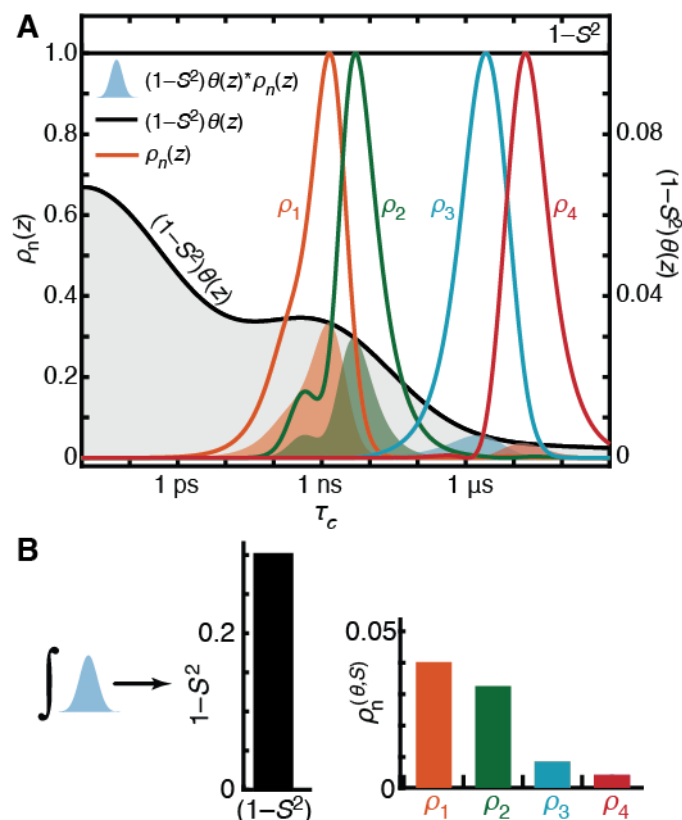 A
1−S²
1.0
0.8
0.6
0.4
0.2
0
ρₙ(z)
(1−S²)θ(z)*ρₙ(z)
(1−S²)θ(z)
ρₙ(z)
(1−S²)θ(z)
ρ₁
ρ₂
ρ₃
ρ₄
0.08
0.04
0
(1−S²)θ(z)
1 ps
1 ns
1 μs
τ_c
B
∫
1−S²
0.2
0
(1−S²)
ρₙ^(θ,S)
0.05
0
ρ₁
ρ₂
ρ₃
ρ₄